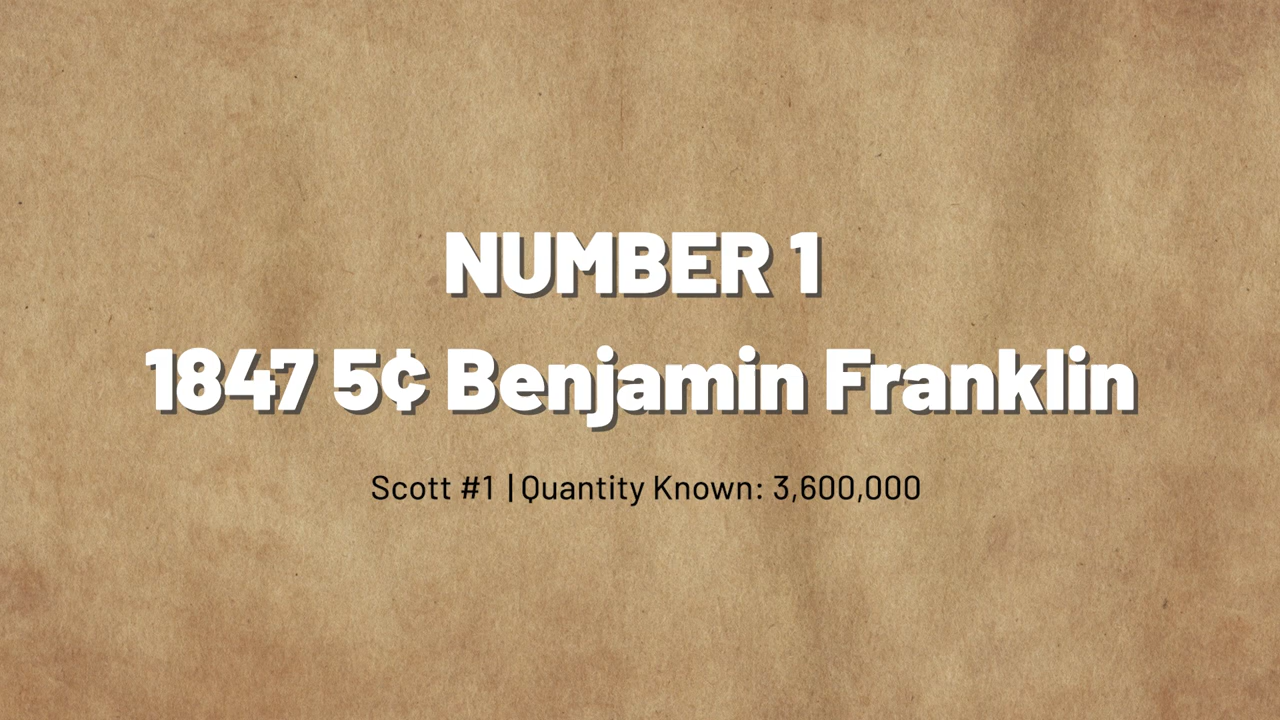 NUMBER 1
1847 5¢ Benjamin Franklin
Scott #1 | Quantity Known: 3,600,000